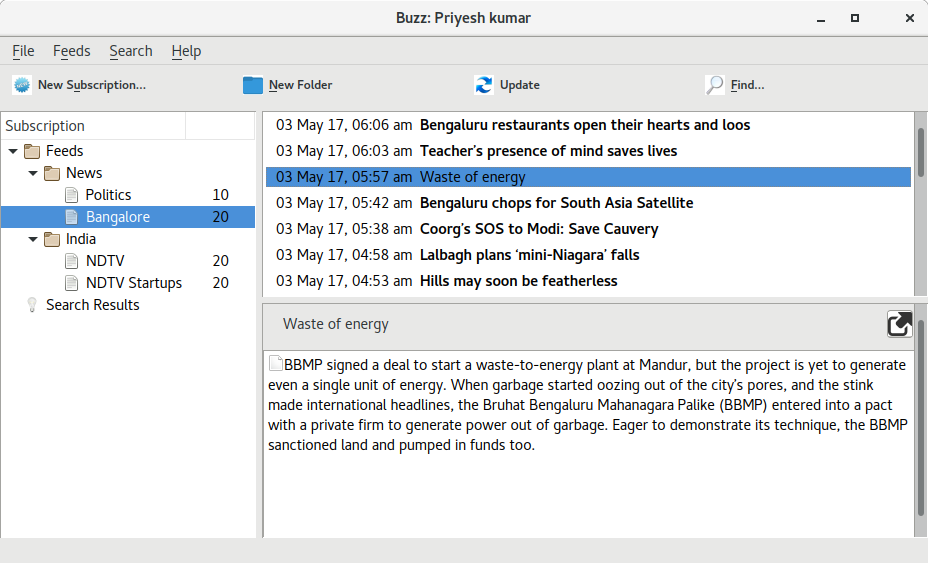 Buzz: Priyesh kumar
File Feeds Search Help
New Subscription... New Folder Update Find...
Subscription
Feeds
News
Politics 10
Bangalore 20
India
NDTV 20
NDTV Startups 20
Search Results
03 May 17, 06:06 am Bengaluru restaurants open their hearts and loos
03 May 17, 06:03 am Teacher’s presence of mind saves lives
03 May 17, 05:57 am Waste of energy
03 May 17, 05:42 am Bengaluru chops for South Asia Satellite
03 May 17, 05:38 am Coorg’s SOS to Modi: Save Cauvery
03 May 17, 04:58 am Lalbagh plans ‘mini-Niagara’ falls
03 May 17, 04:53 am Hills may soon be featherless
Waste of energy
BBMP signed a deal to start a waste-to-energy plant at Mandur, but the project is yet to generate
even a single unit of energy. When garbage started oozing out of the city’s pores, and the stink
made international headlines, the Bruhat Bengaluru Mahanagara Palike (BBMP) entered into a pact
with a private firm to generate power out of garbage. Eager to demonstrate its technique, the BBMP
sanctioned land and pumped in funds too.